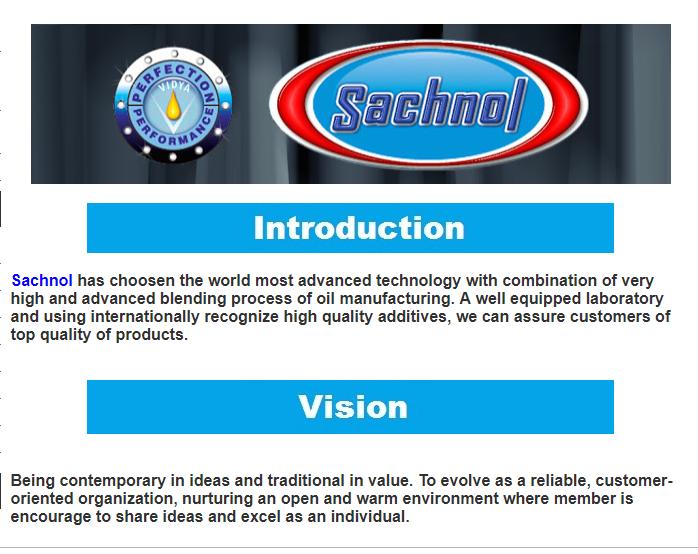 PERFECTION
VIDYA
PERFORMANCE
Sachnol
Introduction
Sachnol has choosen the world most advanced technology with combination of very
high and advanced blending process of oil manufacturing. A well equipped laboratory
and using internationally recognize high quality additives, we can assure customers of
top quality of products.
Vision
Being contemporary in ideas and traditional in value. To evolve as a reliable, customer-
oriented organization, nurturing an open and warm environment where member is
encourage to share ideas and excel as an individual.